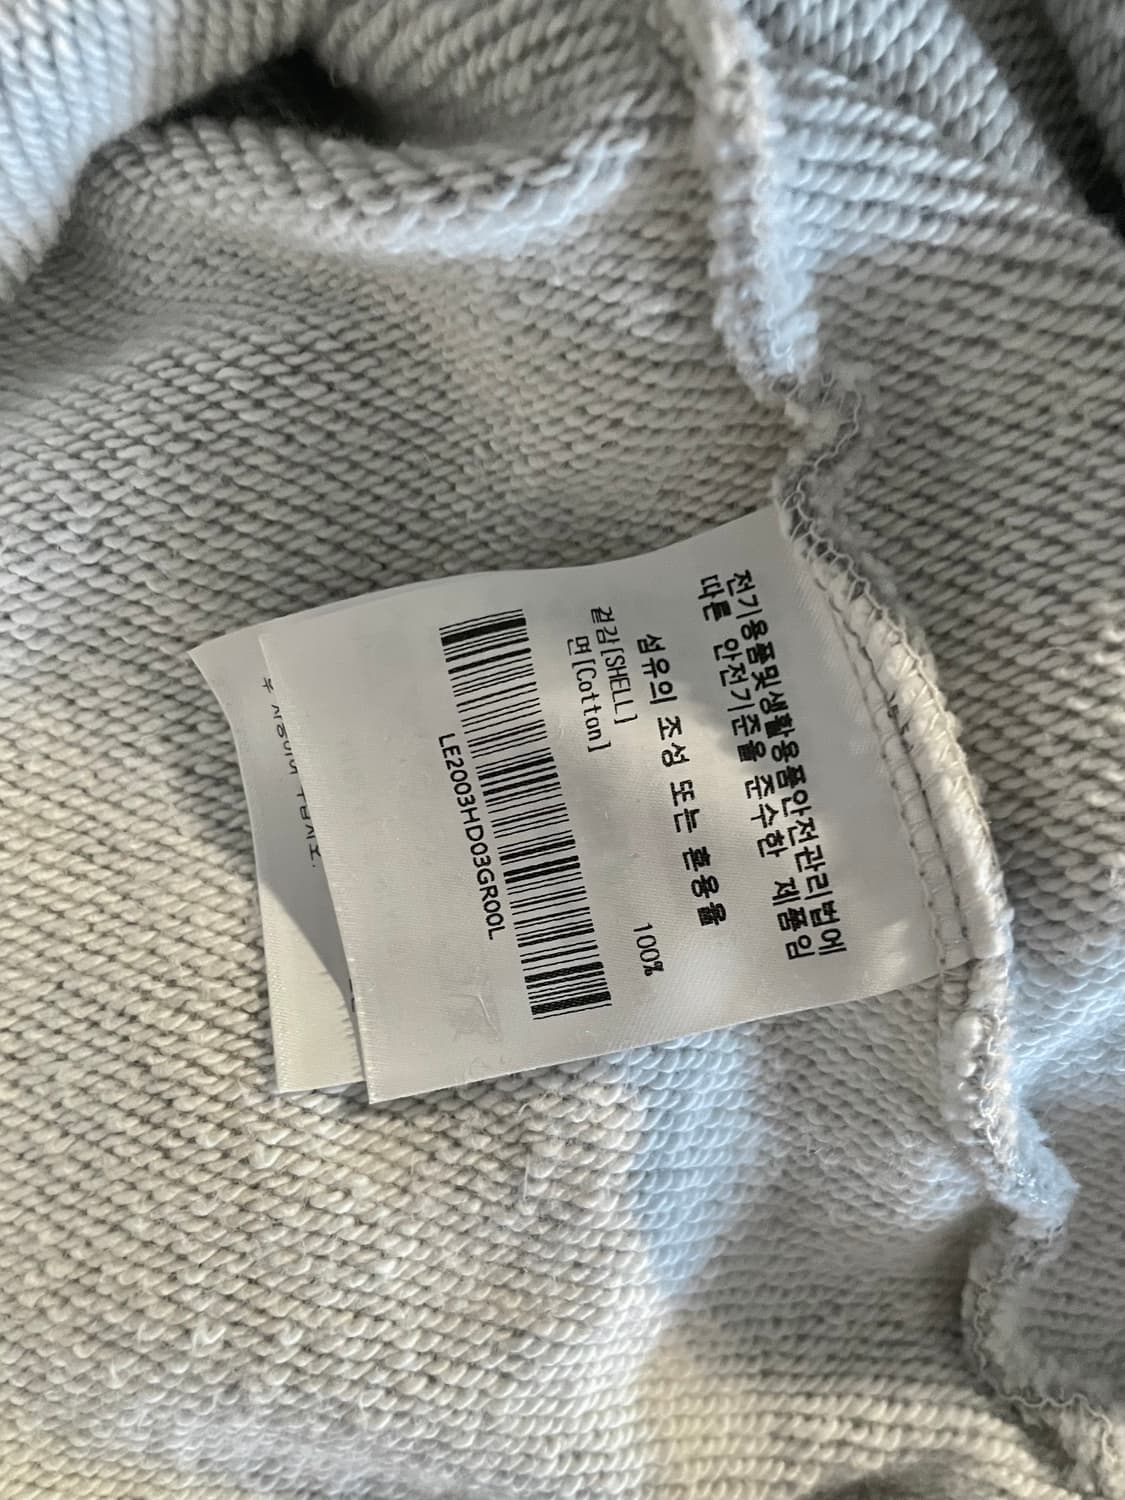 전기용품및생활용품안전관리법에
따른 안전기준을 준수한 제품임
섬유의 조성 또는 혼용율
겉감[SHELL]
면[Cotton] 100%
LE2003HD03GR00L